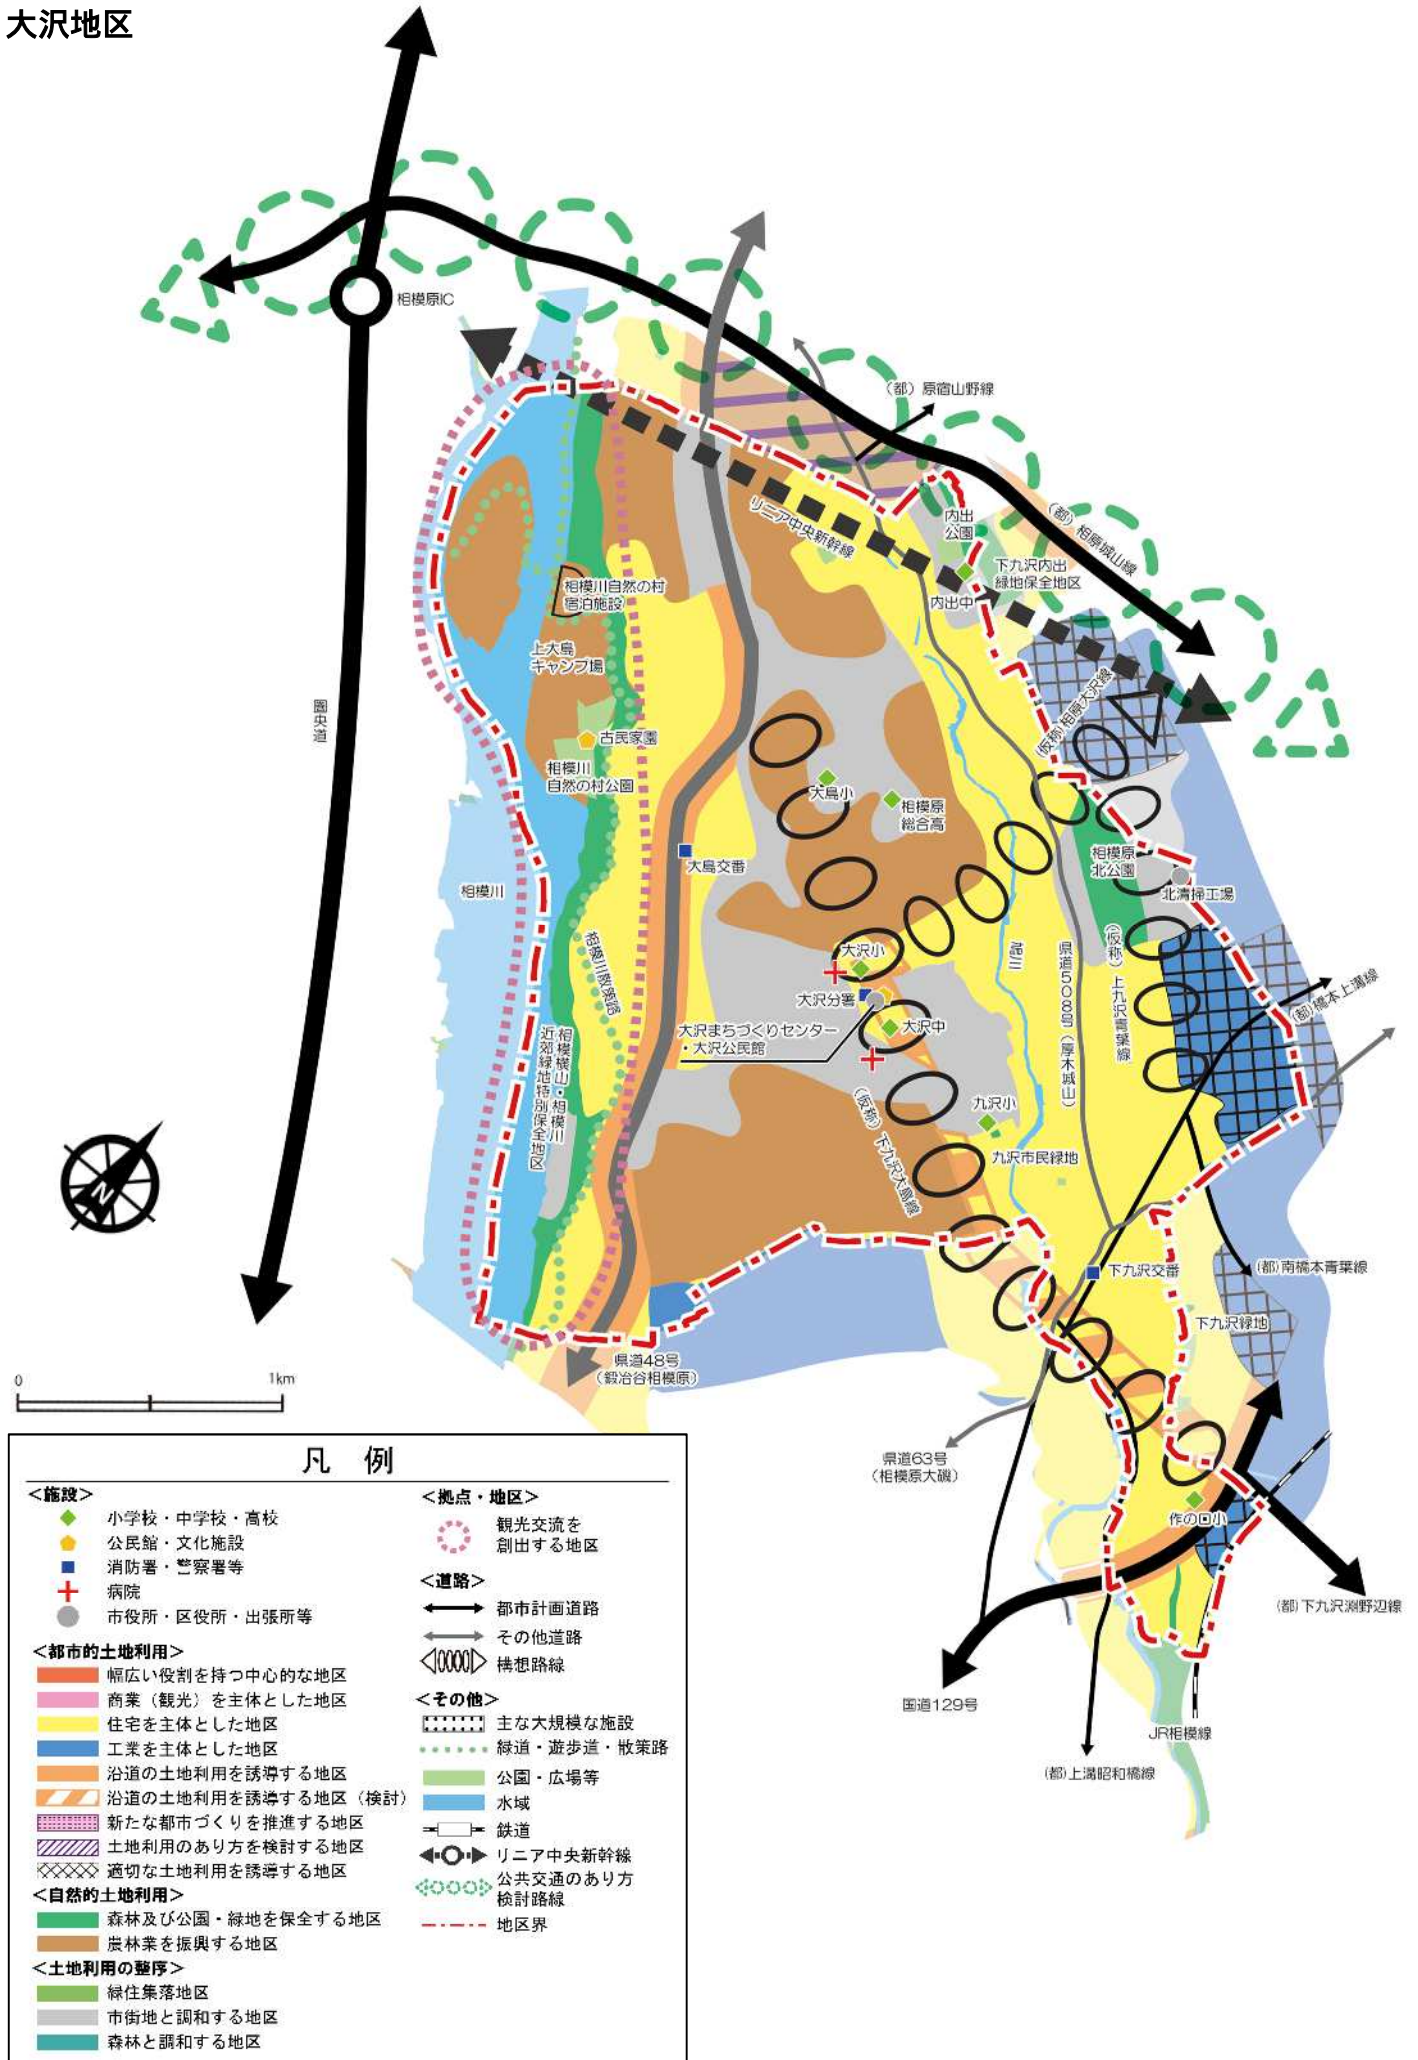 大沢地区
相模原IC
(都)原宿山野線
(都)相原城山線
リニア中央新幹線
内出
公園
下九沢内出
緑地保全地区
内出中
相模川自然の村
宿泊施設
上大島
キャンプ場
(仮称)相原大沢線
圏央道
古民家園
相模川
自然の村公園
大島小
相模原
総合高
大島交番
相模原
北公園
北清掃工場
相模川
相模川散策路
大沢小
大沢分署
大沢中
大沢まちづくりセンター
・大沢公民館
鳩川
県道508号(厚木城山)
(仮称)上九沢青葉線
(都)橋本上溝線
相模横山・相模川
近郊緑地特別保全地区
(仮称)下九沢大島線
九沢小
九沢市民緑地
N
下九沢交番
(都)南橋本青葉線
下九沢緑地
県道48号
(鍛冶谷相模原)
0
1km
県道63号
(相模原大磯)
作の口小
(都)下九沢淵野辺線
国道129号
JR相模線
(都)上溝昭和橋線
凡 例
<施設>
小学校・中学校・高校
公民館・文化施設
消防署・警察署等
病院
市役所・区役所・出張所等
<都市的土地利用>
幅広い役割を持つ中心的な地区
商業(観光)を主体とした地区
住宅を主体とした地区
工業を主体とした地区
沿道の土地利用を誘導する地区
沿道の土地利用を誘導する地区(検討)
新たな都市づくりを推進する地区
土地利用のあり方を検討する地区
適切な土地利用を誘導する地区
<自然的土地利用>
森林及び公園・緑地を保全する地区
農林業を振興する地区
<土地利用の整序>
緑住集落地区
市街地と調和する地区
森林と調和する地区
<拠点・地区>
観光交流を
創出する地区
<道路>
都市計画道路
その他道路
構想路線
<その他>
主な大規模な施設
緑道・遊歩道・散策路
公園・広場等
水域
鉄道
リニア中央新幹線
公共交通のあり方
検討路線
地区界